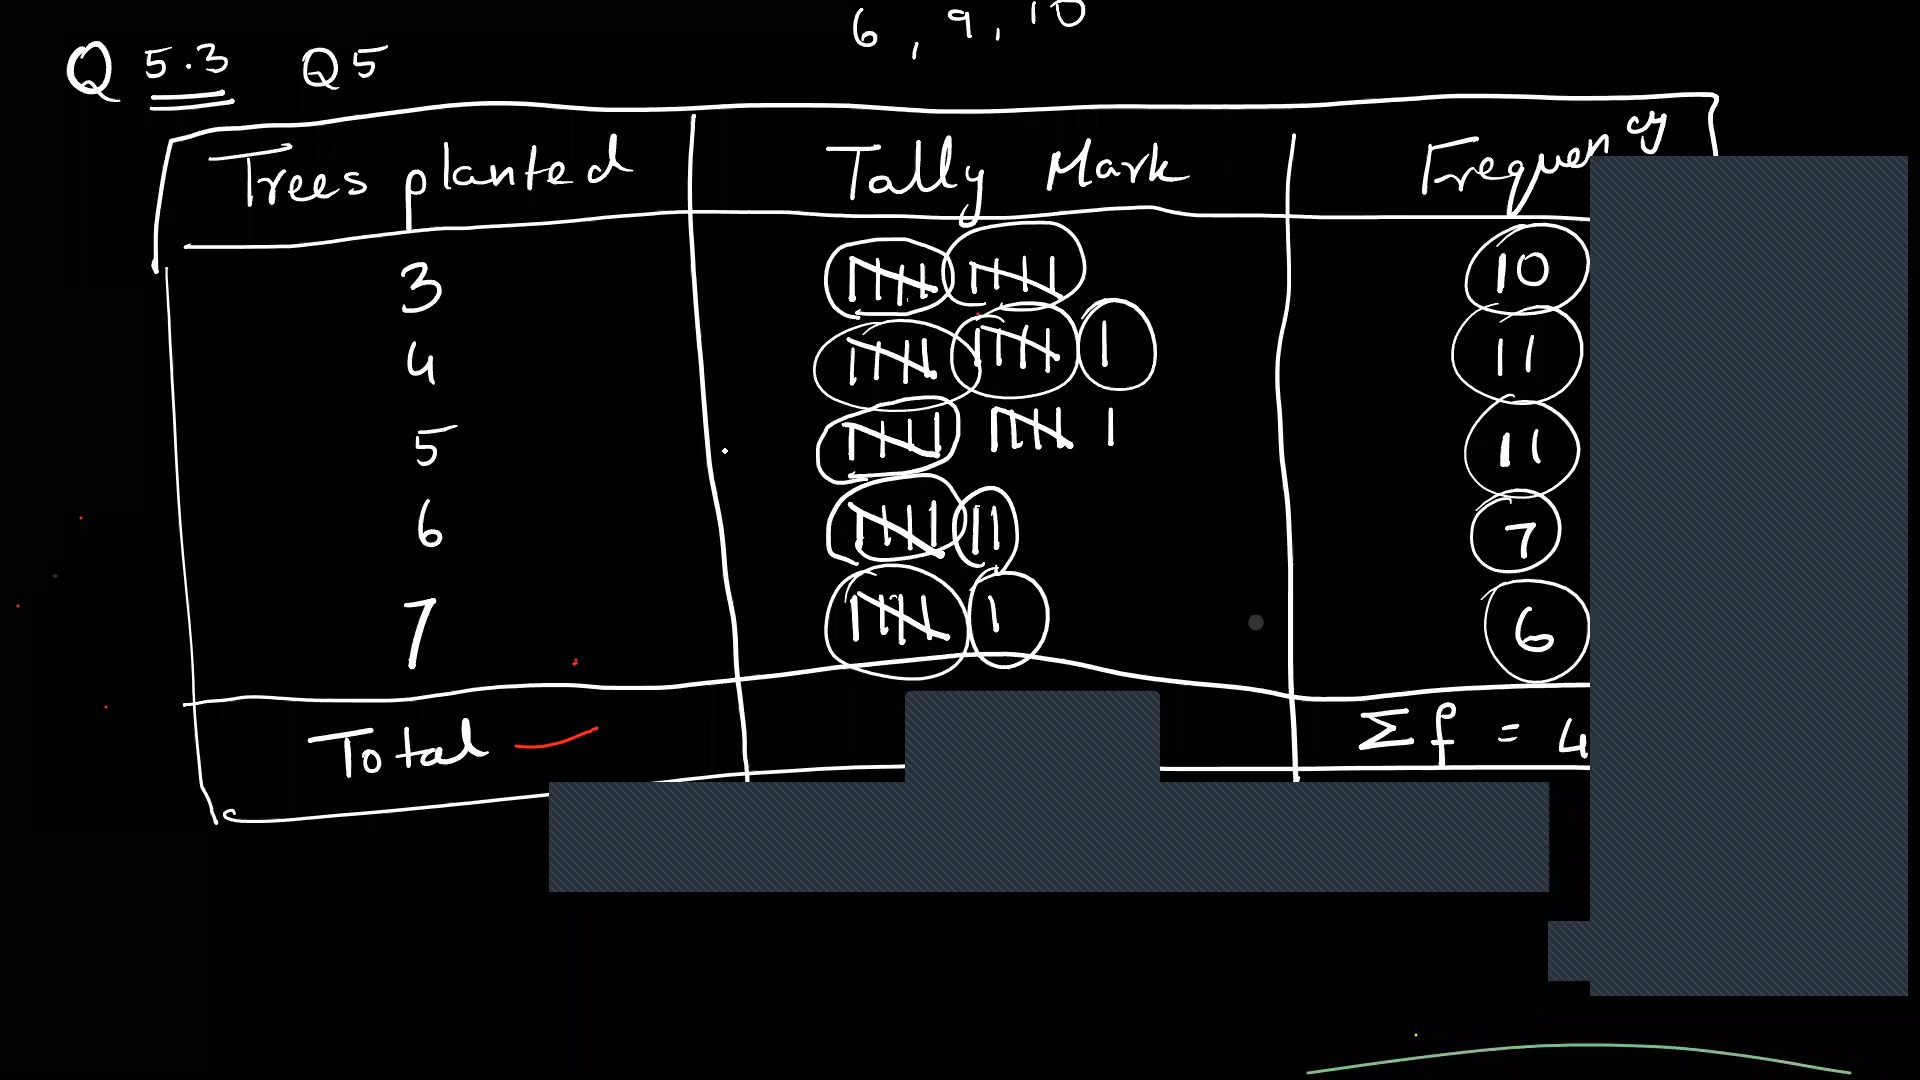 6, 9, 10
Q 5.3 Q5
Trees planted Tally Mark Frequency
3 𝍸 𝍸 10
4 𝍸 𝍸 | 11
5 𝍸 𝍸 | 11
6 𝍸 || 7
7 𝍸 | 6
Total Σf = 4